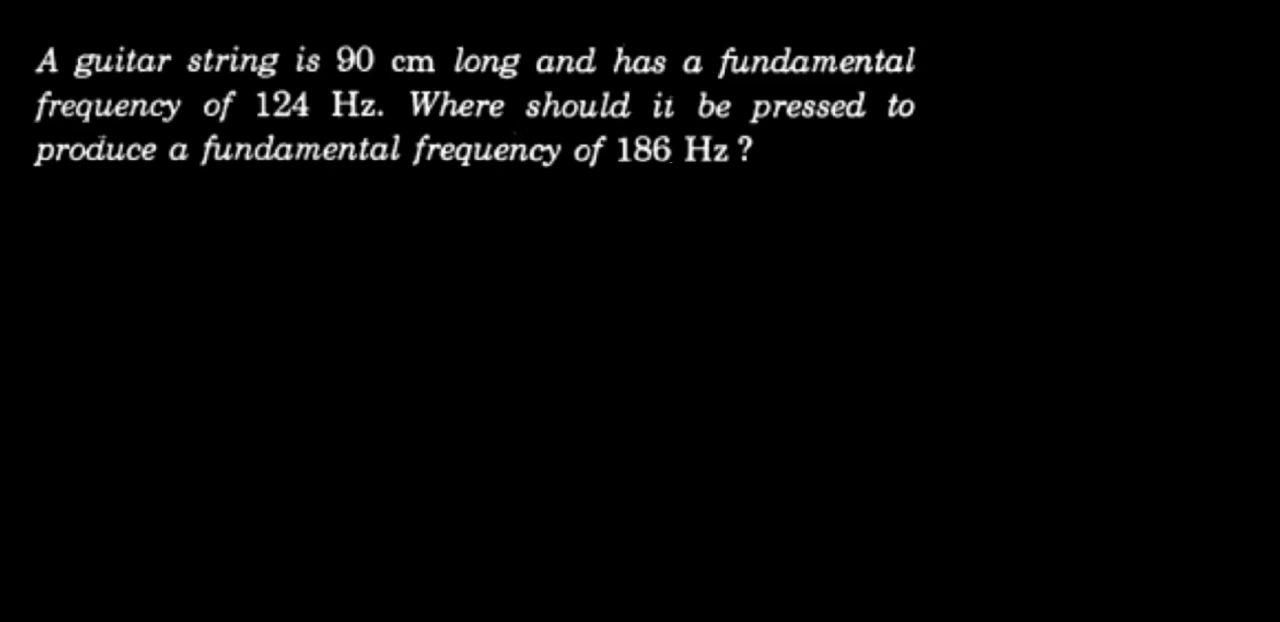 A guitar string is 90 cm long and has a fundamental
frequency of 124 Hz. Where should it be pressed to
produce a fundamental frequency of 186 Hz ?